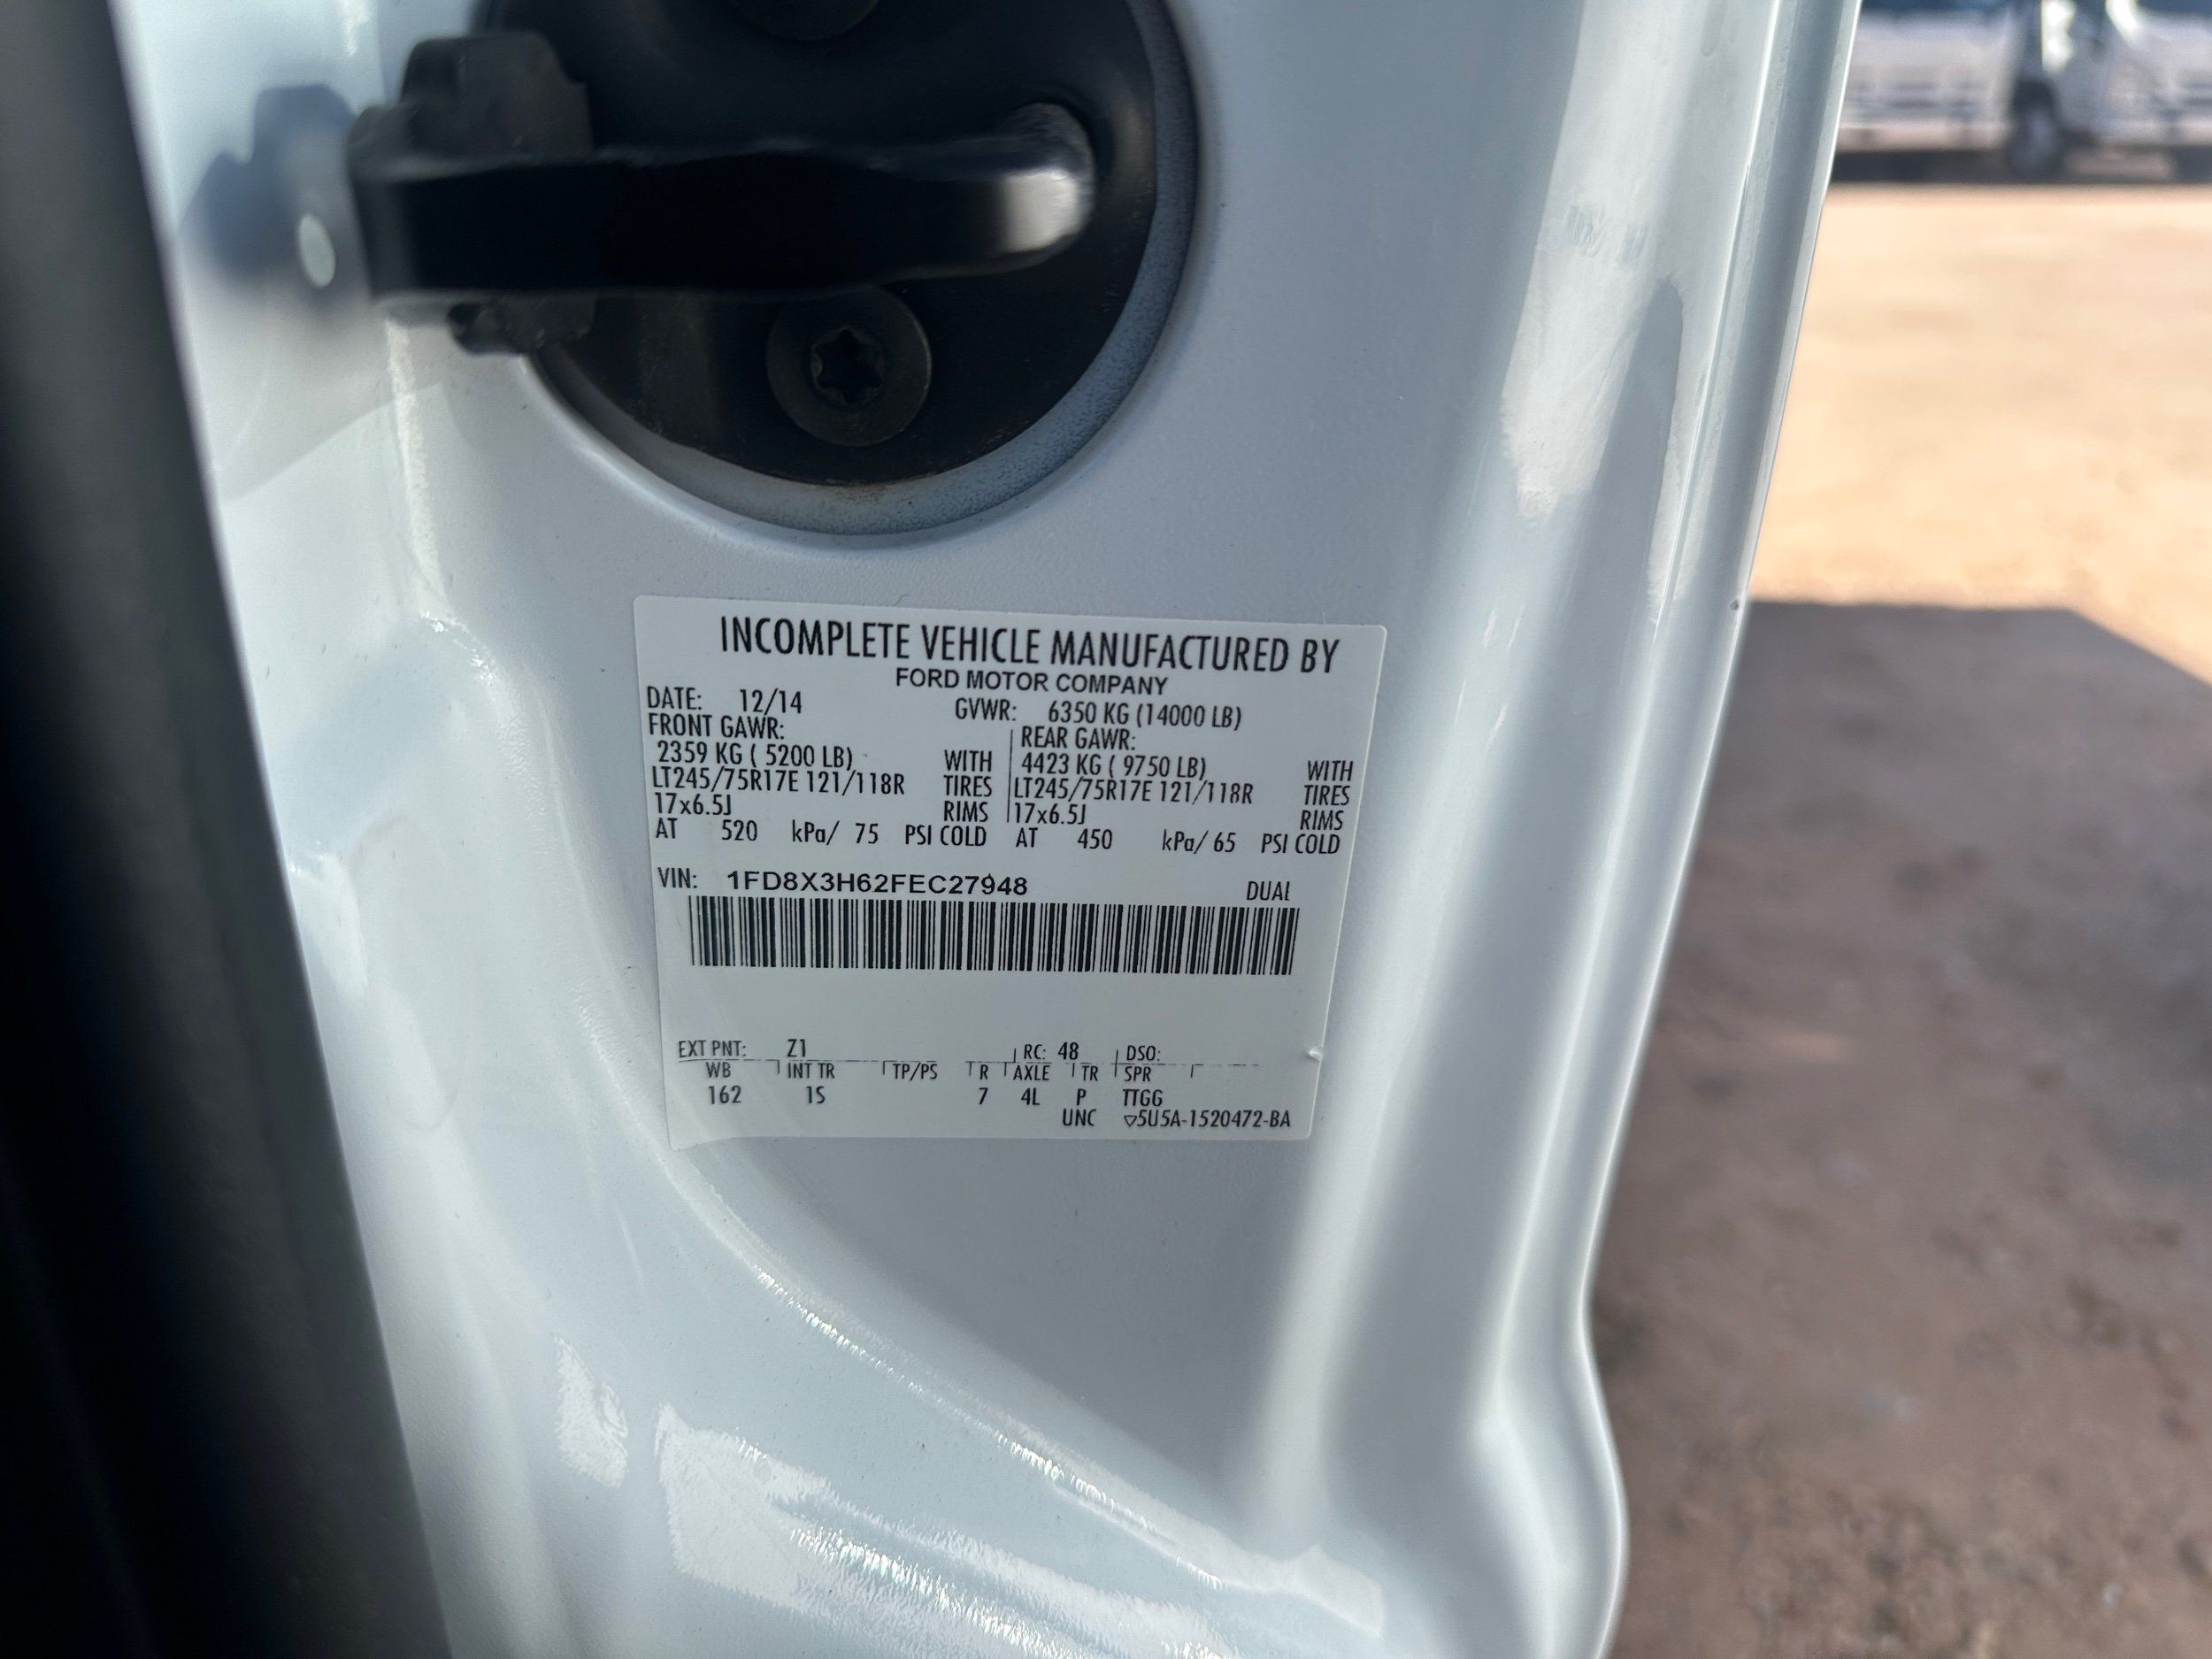 INCOMPLETE VEHICLE MANUFACTURED BY
FORD MOTOR COMPANY
DATE: 12/14 GVWR: 6350 KG (14000 LB)
FRONT GAWR: REAR GAWR:
2359 KG ( 5200 LB) WITH 4423 KG ( 9750 LB) WITH
LT245/75R17E 121/118R TIRES LT245/75R17E 121/118R TIRES
17x6.5J RIMS 17x6.5J RIMS
AT 520 kPa/ 75 PSI COLD AT 450 kPa/ 65 PSI COLD
VIN: 1FD8X3H62FEC27948 DUAL
EXT PNT: Z1 RC: 48 DSO:
WB INT TR TP/PS R AXLE TR SPR
162 1S 7 4L P TTGG
UNC ▽5U5A-1520472-BA